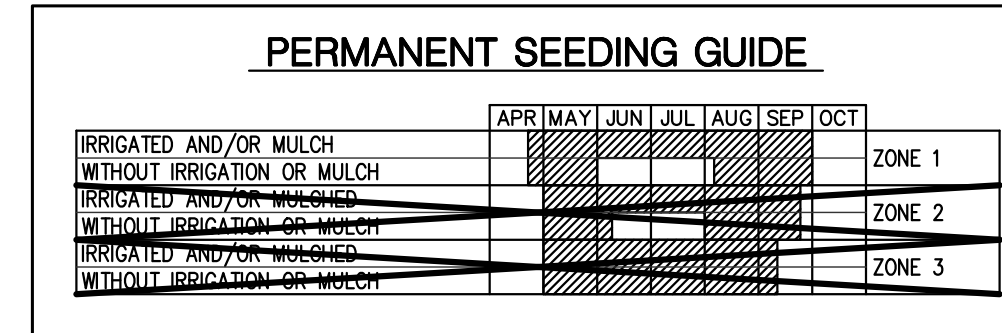 PERMANENT SEEDING GUIDE
APR MAY JUN JUL AUG SEP OCT
IRRIGATED AND/OR MULCH
ZONE 1
WITHOUT IRRIGATION OR MULCH
IRRIGATED AND/OR MULCHED
ZONE 2
WITHOUT IRRIGATION OR MULCH
IRRIGATED AND/OR MULCHED
ZONE 3
WITHOUT IRRIGATION OR MULCH